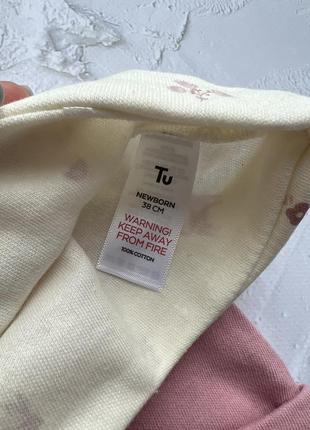 Tu
NEWBORN
38 CM
WARNING!
KEEP AWAY
FROM FIRE
100% COTTON